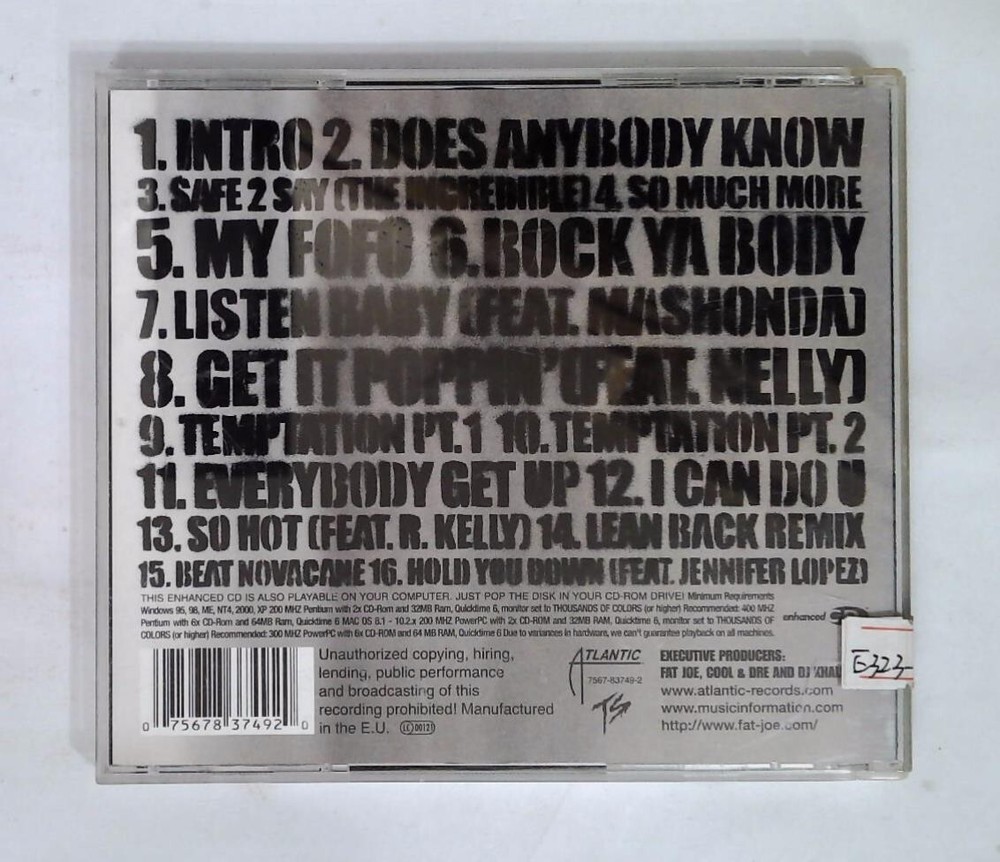 1. INTRO 2. DOES ANYBODY KNOW
3. SAFE 2 SAY (THE INCREDIBLE) 4. SO MUCH MORE
5. MY FOFO 6. ROCK YA BODY
7. LISTEN BABY (FEAT. MASHONDA)
8. GET IT POPPIN' (FEAT. NELLY)
9. TEMPTATION PT.1 10. TEMPTATION PT. 2
11. EVERYBODY GET UP 12. I CAN DO U
13. SO HOT (FEAT. R. KELLY) 14. LEAN BACK REMIX
15. BEAT NOVACANE 16. HOLD YOU DOWN (FEAT. JENNIFER LOPEZ)
THIS ENHANCED CD IS ALSO PLAYABLE ON YOUR COMPUTER. JUST POP THE DISK IN YOUR CD-ROM DRIVE! Minimum Requirements
Windows 95, 98, ME, NT4, 2000, XP 200 MHZ Pentium with 2x CD-Rom and 32MB Ram, Quicktime 6, monitor set to THOUSANDS OF COLORS (or higher) Recommended: 400 MHZ
Pentium with 6x CD-Rom and 64MB Ram, Quicktime 6 MAC OS 8.1 - 10.2.x 200 MHZ PowerPC with 2x CD-ROM and 32MB RAM, Quicktime 6, monitor set to THOUSANDS OF
COLORS (or higher) Recommended: 300 MHZ PowerPC with 6x CD-ROM and 64 MB RAM, Quicktime 6 Due to variances in hardware, we can't guarantee playback on all machines.
enhanced
E323-
0 75678 37492 0
Unauthorized copying, hiring,
lending, public performance
and broadcasting of this
recording prohibited! Manufactured
in the E.U. LC 00121
ATLANTIC
7567-83749-2
TS
EXECUTIVE PRODUCERS:
FAT JOE, COOL & DRE AND DJ
www.atlantic-records.com
www.musicinformation.com
http://www.fat-joe.com/